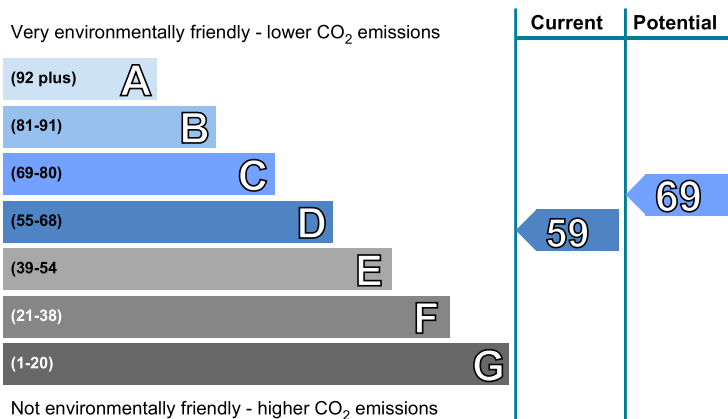 Very environmentally friendly - lower CO2 emissions
Current
Potential
(92 plus) A
(81-91) B
(69-80) C
(55-68) D
(39-54 E
(21-38) F
(1-20) G
59
69
Not environmentally friendly - higher CO2 emissions